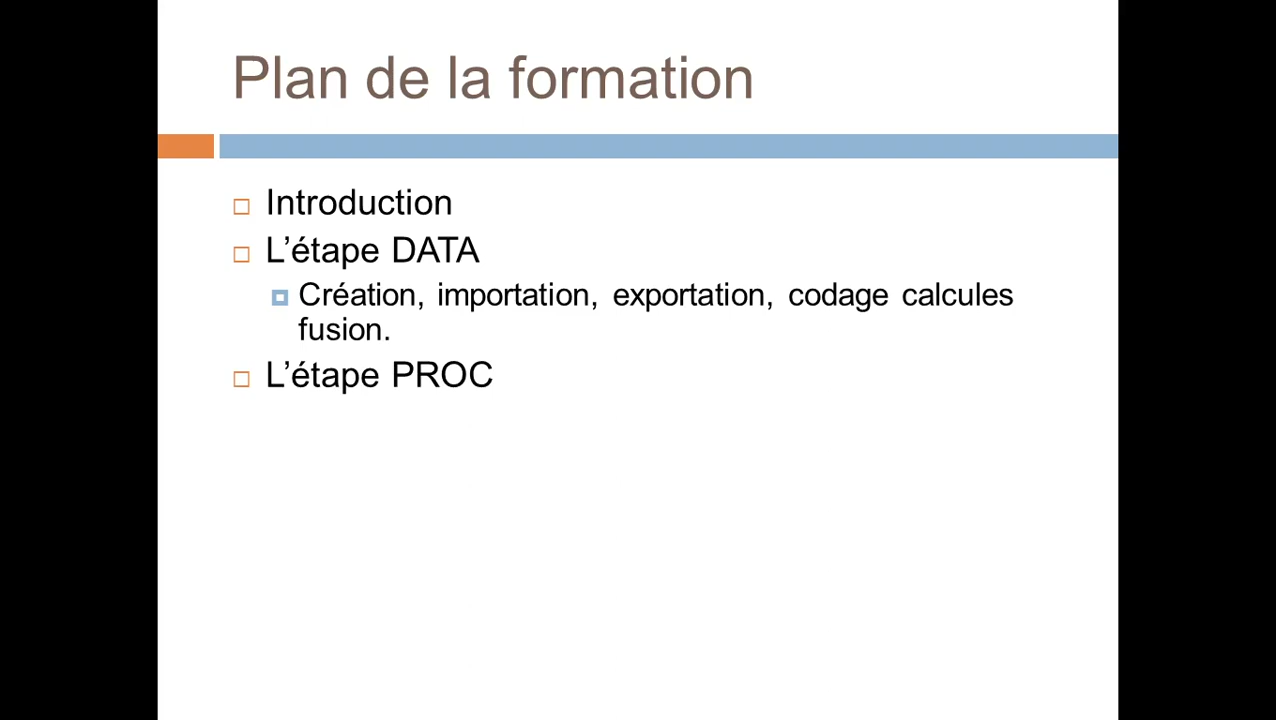 Plan de la formation
Introduction
L’étape DATA
Création, importation, exportation, codage calcules
fusion.
L’étape PROC